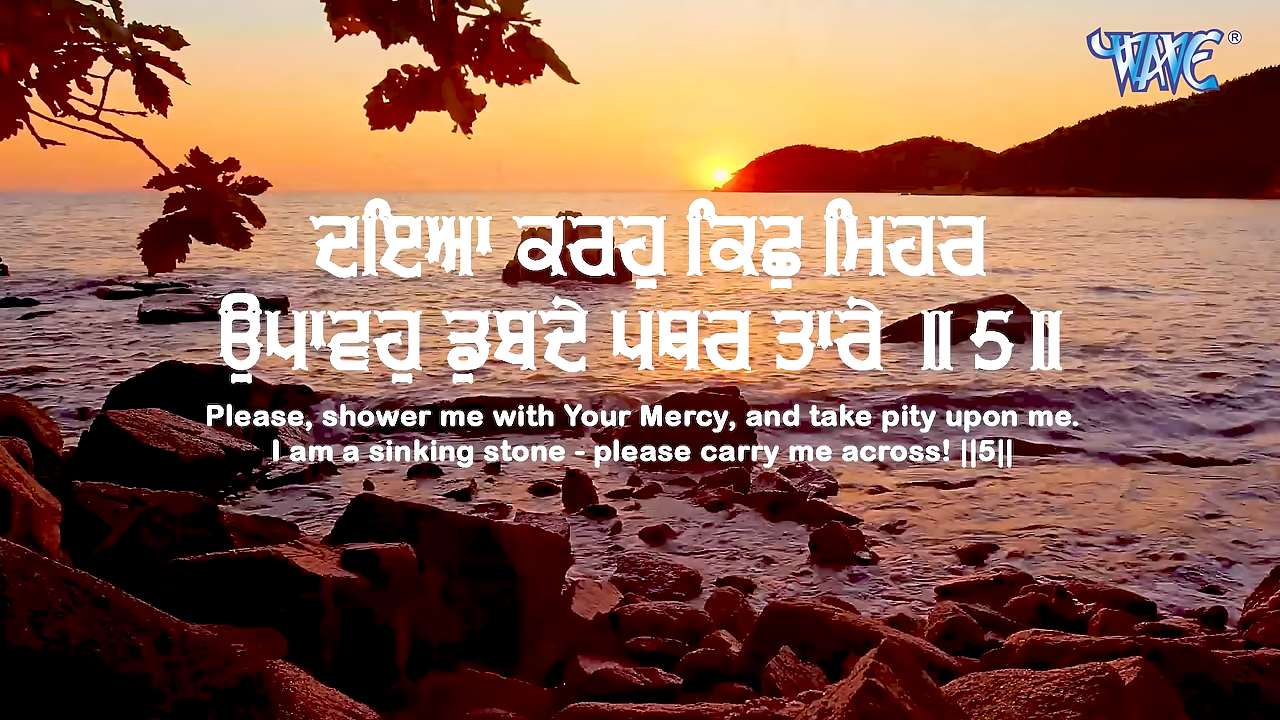 WAVE®
ਦਇਆ ਕਰਹੁ ਕਿਛੁ ਮਿਹਰ
ਉਪਾਵਹੁ ਡੁਬਦੇ ਪਥਰ ਤਾਰੇ ॥5॥
Please, shower me with Your Mercy, and take pity upon me.
I am a sinking stone - please carry me across! ||5||